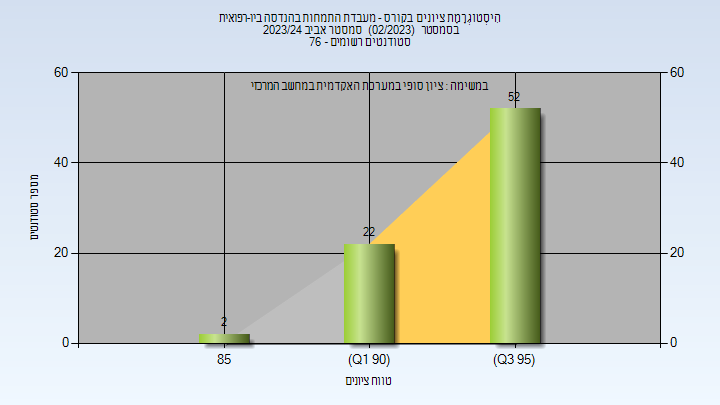 היסטוגרמת ציונים בקורס - מעבדת התמחות בהנדסה ביו-רפואית
בסמסטר (02/2023) סמסטר אביב 2023/24
סטודנטים רשומים - 76
במשימה : ציון סופי במערכת האקדמית במחשב המרכזי
60
60
52
40
40
מספר סטודנטים
22
20
20
2
0
0
85
(Q1 90)
(Q3 95)
טווח ציונים